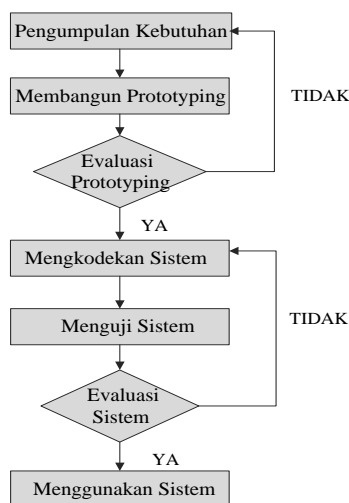 Pengumpulan Kebutuhan
Membangun Prototyping
TIDAK
Evaluasi
Prototyping
YA
Mengkodekan Sistem
Menguji Sistem
TIDAK
Evaluasi
Sistem
YA
Menggunakan Sistem